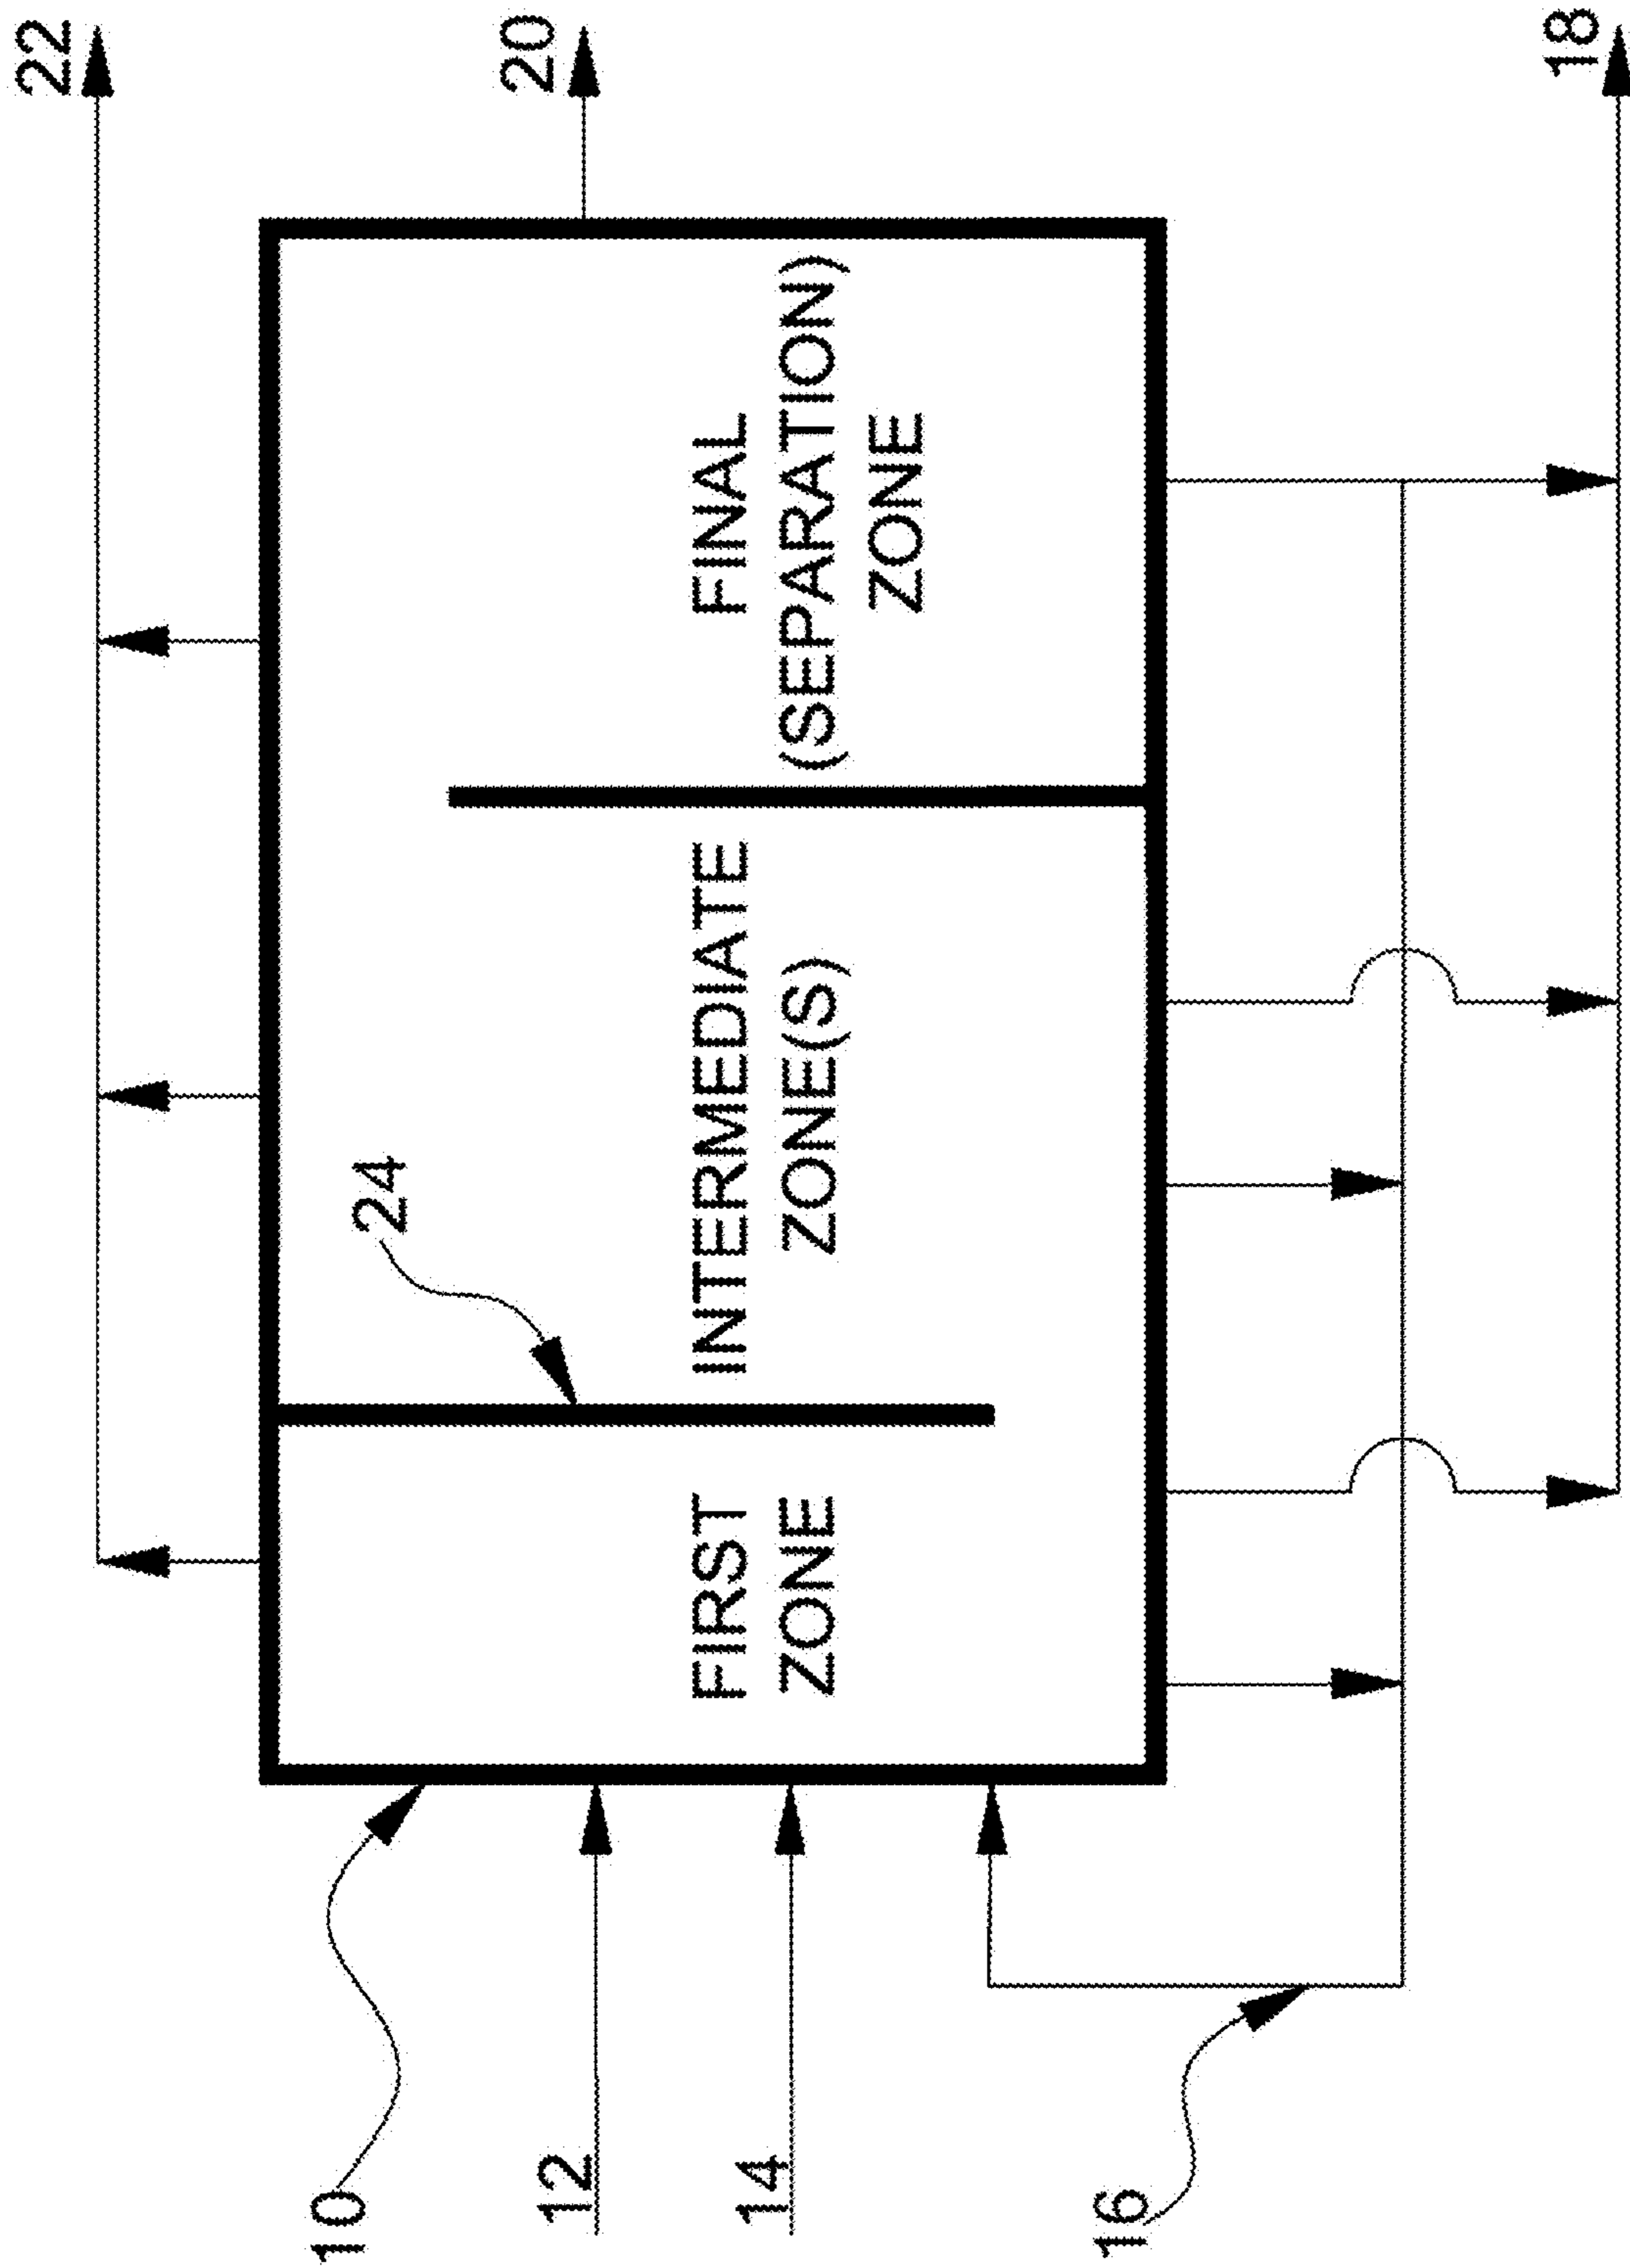 22
20
24
FIRST
ZONE
INTERMEDIATE
ZONE(S)
FINAL
(SEPARATION)
ZONE
10
12
14
16
18